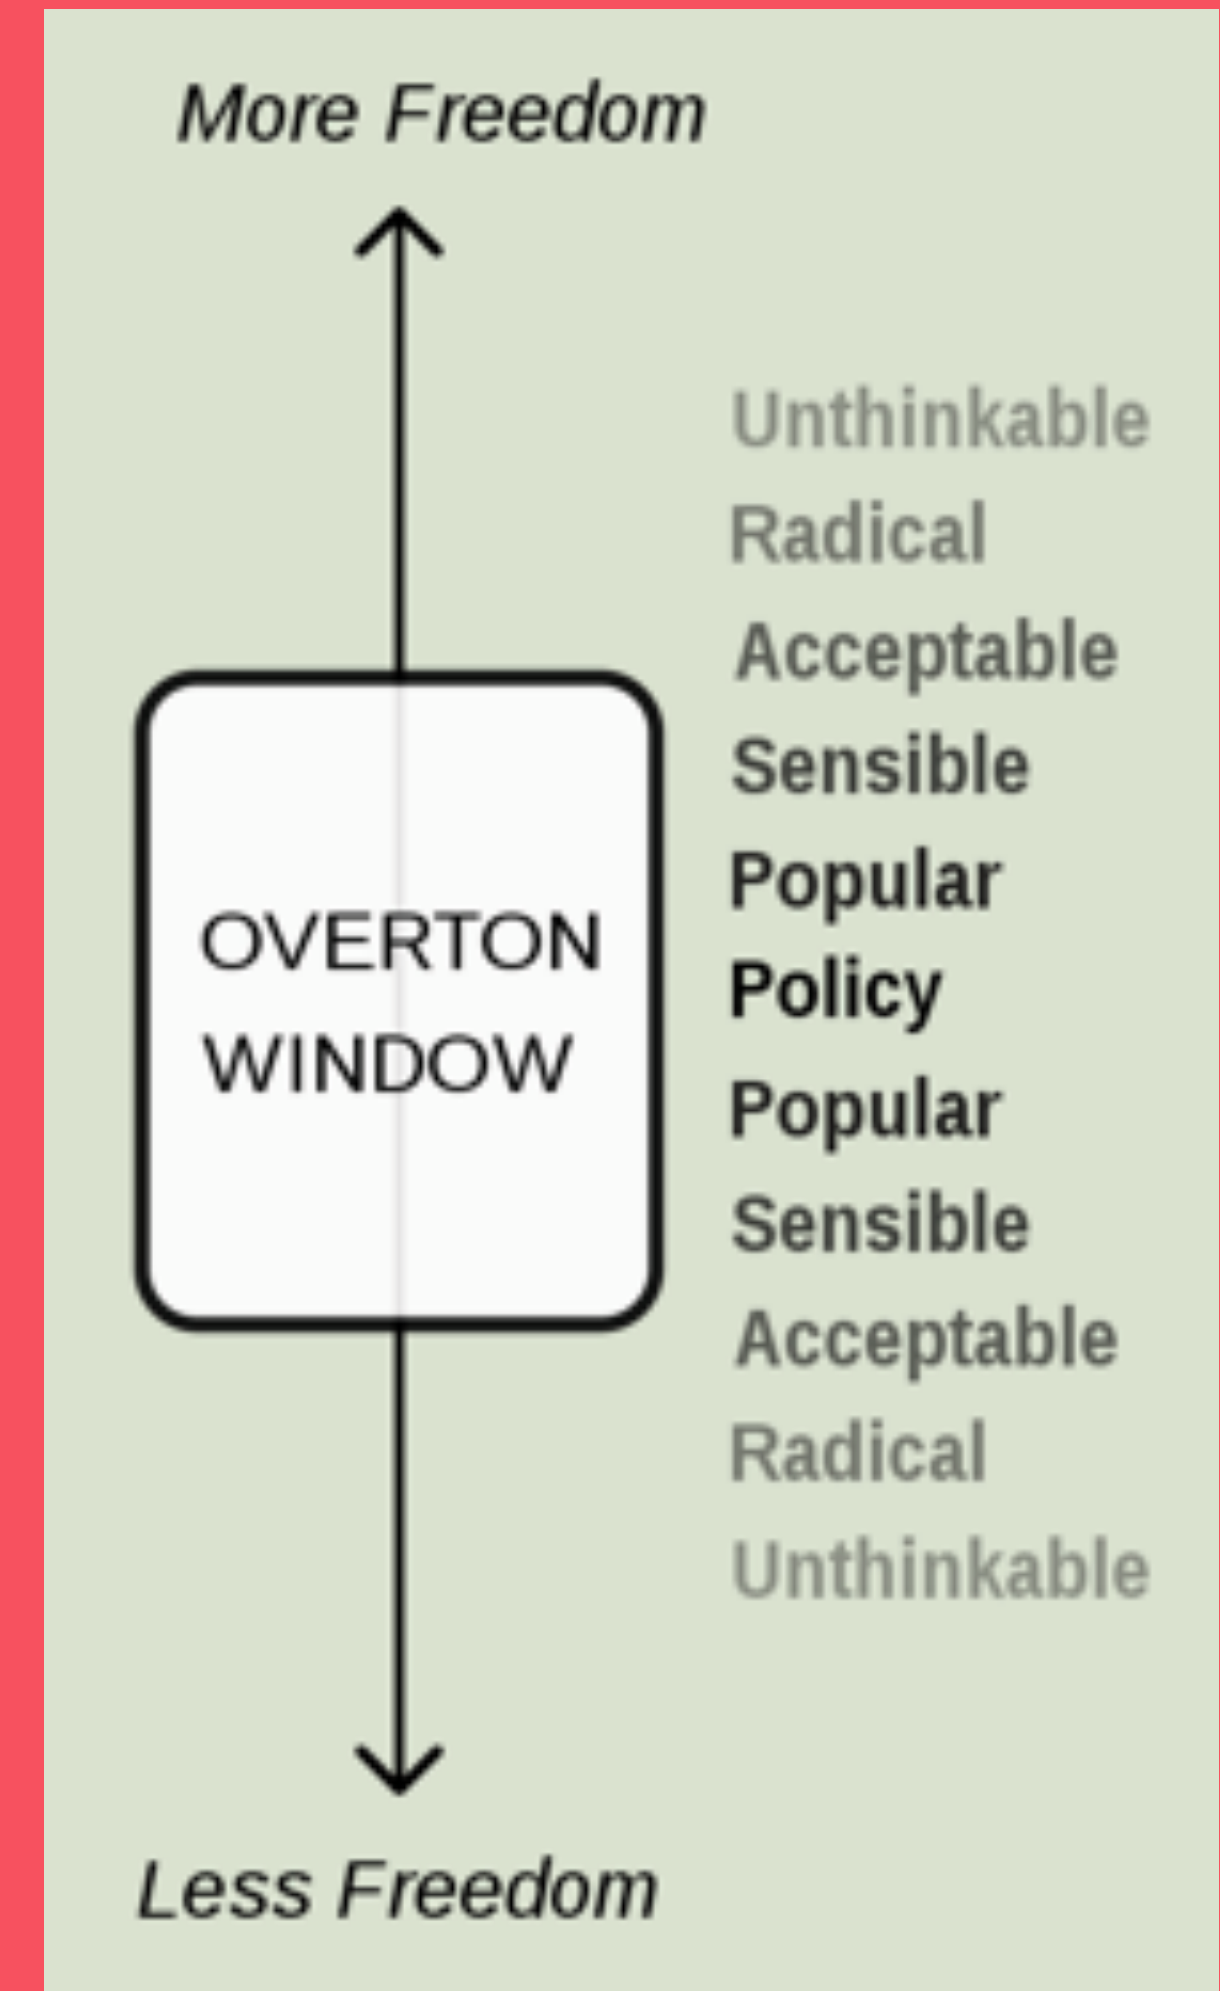 More Freedom
Unthinkable
Radical
Acceptable
Sensible
Popular
OVERTON
Policy
WINDOW
Popular
Sensible
Acceptable
Radical
Unthinkable
Less Freedom